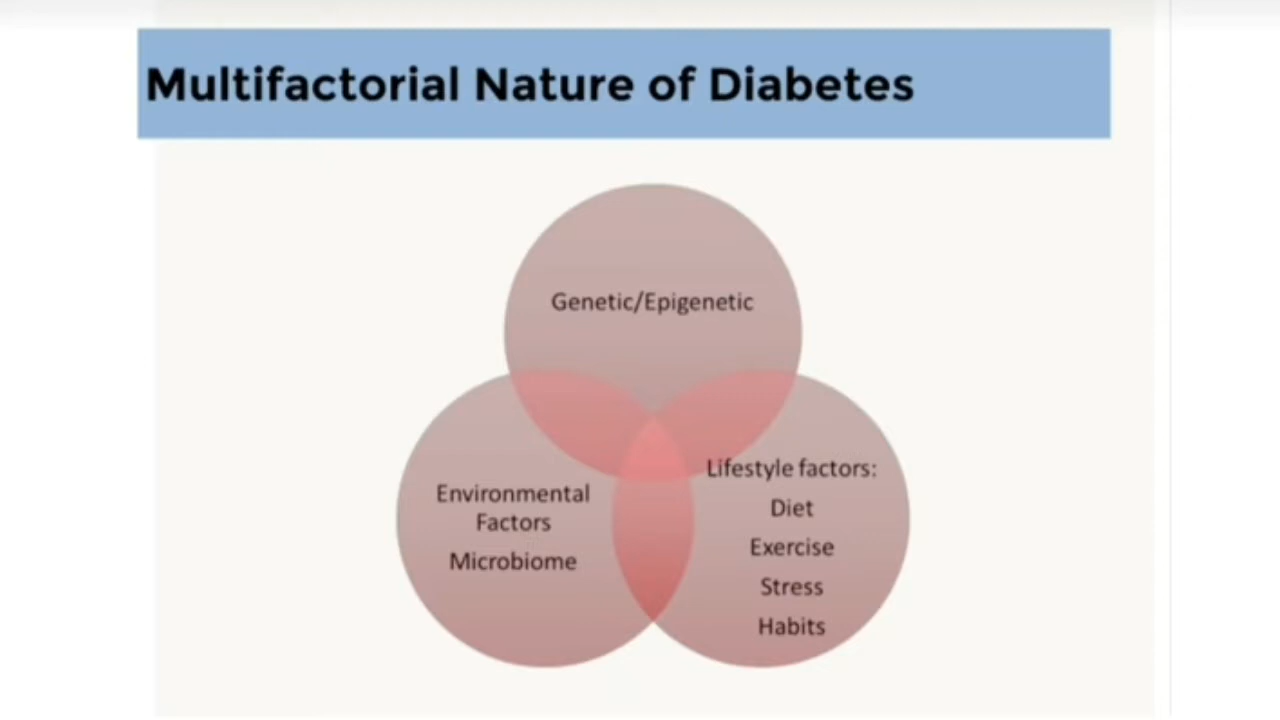 Multifactorial Nature of Diabetes
Genetic/Epigenetic
Environmental
Factors
Microbiome
Lifestyle factors:
Diet
Exercise
Stress
Habits